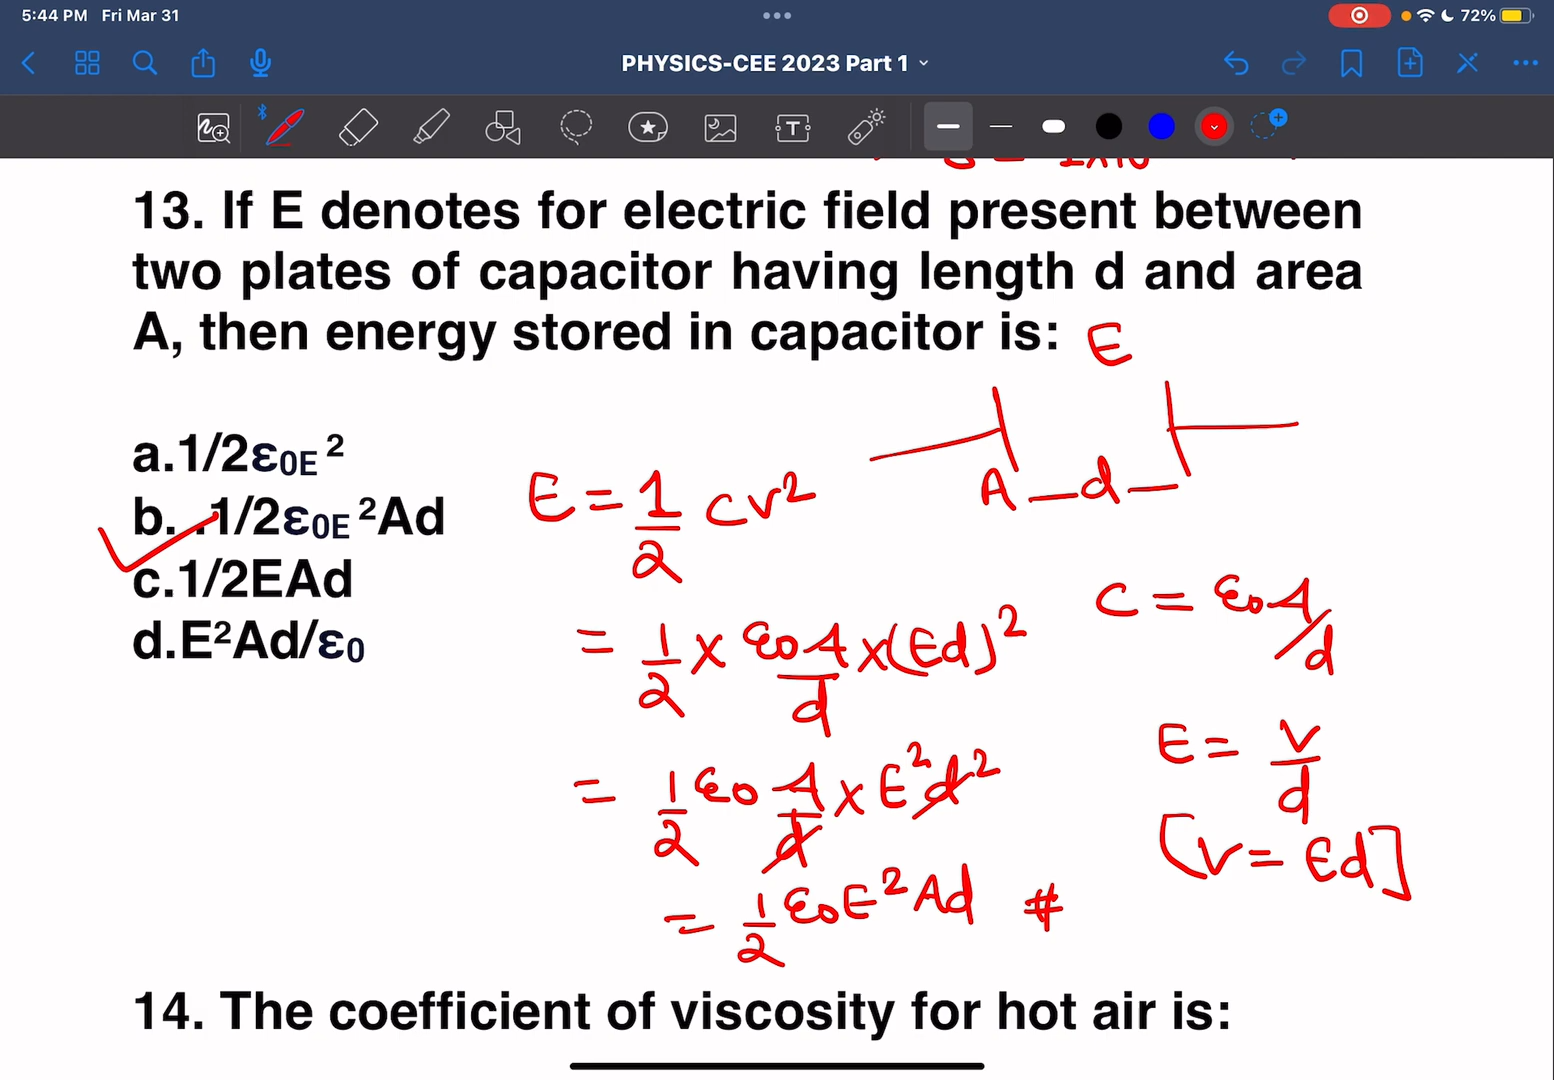 5:44 PM Fri Mar 31
72%
PHYSICS-CEE 2023 Part 1
13. If E denotes for electric field present between
two plates of capacitor having length d and area
A, then energy stored in capacitor is:
E
a.1/2ε₀E ²
b. .1/2ε₀E ²Ad
c.1/2EAd
d.E²Ad/ε₀
A d
E = 1/2 cv²
= 1/2 × ε₀A/d × (Ed)²
= 1/2 ε₀ A/d × E²d²
= 1/2 ε₀E²Ad #
C = ε₀A/d
E = v/d
[v = Ed]
14. The coefficient of viscosity for hot air is: